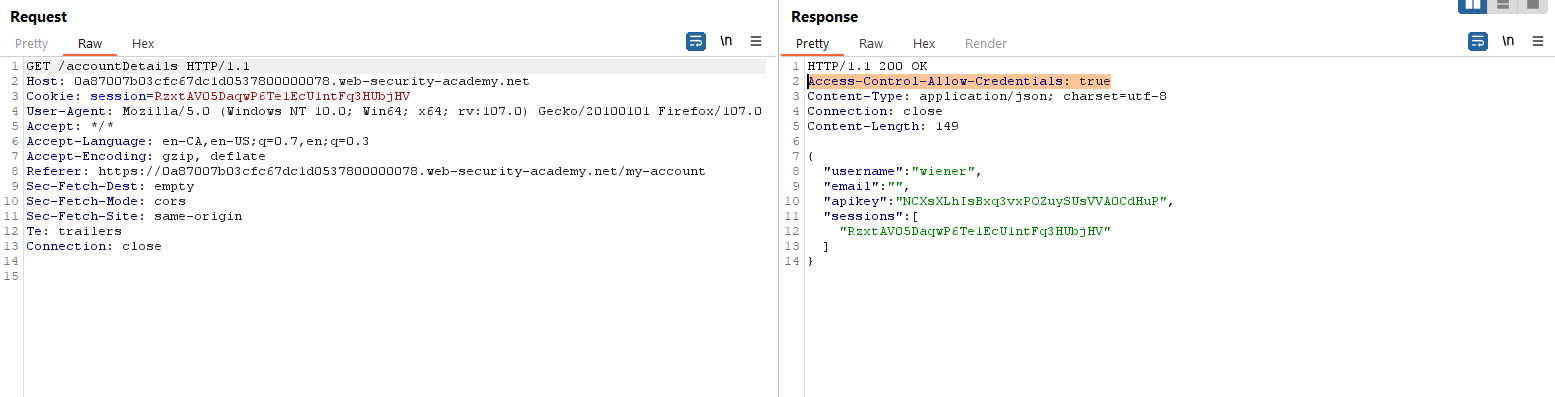 Request
Pretty Raw Hex
\n
1 GET /accountDetails HTTP/1.1
2 Host: 0a87007b03cfc67dc1d0537800000078.web-security-academy.net
3 Cookie: session=RzxtAVO5DaqwP6Te1EcU1ntFq3HUbjHV
4 User-Agent: Mozilla/5.0 (Windows NT 10.0; Win64; x64; rv:107.0) Gecko/20100101 Firefox/107.0
5 Accept: */*
6 Accept-Language: en-CA,en-US;q=0.7,en;q=0.3
7 Accept-Encoding: gzip, deflate
8 Referer: https://0a87007b03cfc67dc1d0537800000078.web-security-academy.net/my-account
9 Sec-Fetch-Dest: empty
10 Sec-Fetch-Mode: cors
11 Sec-Fetch-Site: same-origin
12 Te: trailers
13 Connection: close
14
15
Response
Pretty Raw Hex Render
\n
1 HTTP/1.1 200 OK
2 Access-Control-Allow-Credentials: true
3 Content-Type: application/json; charset=utf-8
4 Connection: close
5 Content-Length: 149
6
7 {
8 "username":"wiener",
9 "email":"",
10 "apikey":"NCXsXLhIsBxq3vxPOZuySUsVVAOCdHuP",
11 "sessions":[
12 "RzxtAVO5DaqwP6Te1EcU1ntFq3HUbjHV"
13 ]
14 }